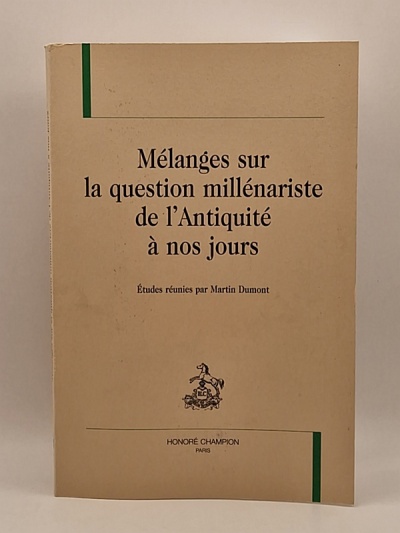 Mélanges sur
la question millénariste
de l'Antiquité
à nos jours
Études réunies par Martin Dumont
HONORÉ CHAMPION
PARIS